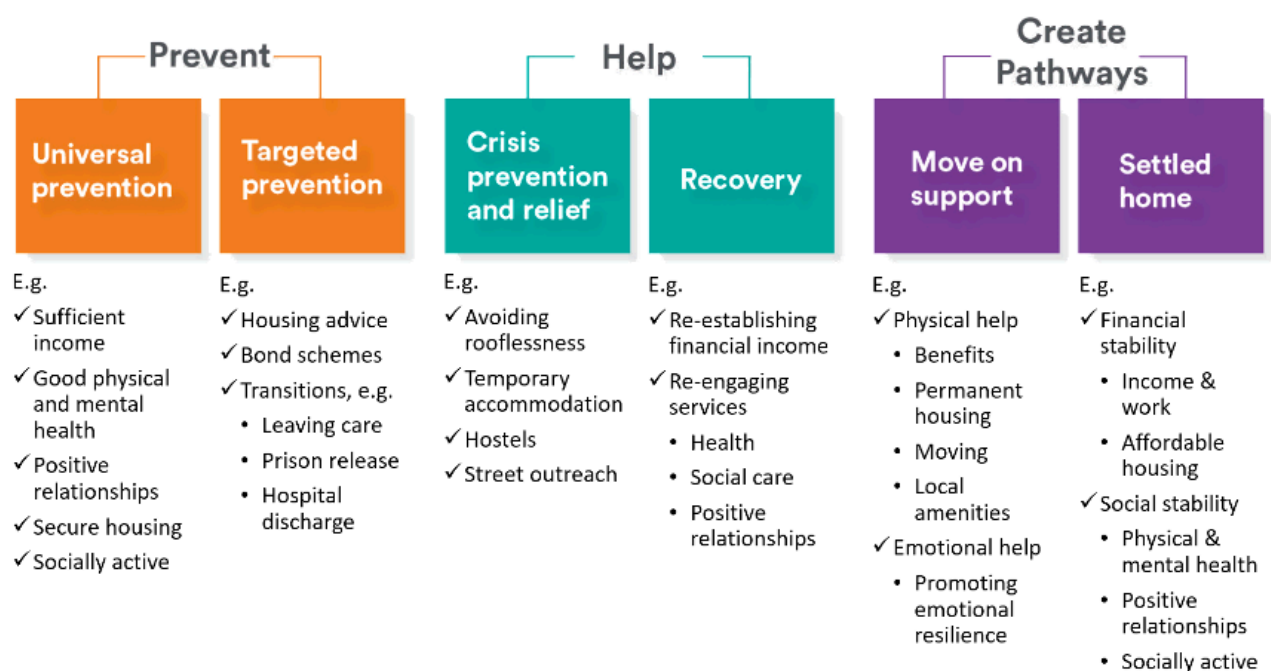 Prevent
Universal
prevention
E.g.
✓ Sufficient
income
✓ Good physical
and mental
health
✓ Positive
relationships
✓ Secure housing
✓ Socially active
Targeted
prevention
E.g.
✓ Housing advice
✓ Bond schemes
✓ Transitions, e.g.
• Leaving care
• Prison release
• Hospital
discharge
Help
Crisis
prevention
and relief
E.g.
✓ Avoiding
rooflessness
✓ Temporary
accommodation
✓ Hostels
✓ Street outreach
Recovery
E.g.
✓ Re-establishing
financial income
✓ Re-engaging
services
• Health
• Social care
• Positive
relationships
Create
Pathways
Move on
support
E.g.
✓ Physical help
• Benefits
• Permanent
housing
• Moving
• Local
amenities
✓ Emotional help
• Promoting
emotional
resilience
Settled
home
E.g.
✓ Financial
stability
• Income &
work
• Affordable
housing
✓ Social stability
• Physical &
mental health
• Positive
relationships
• Socially active